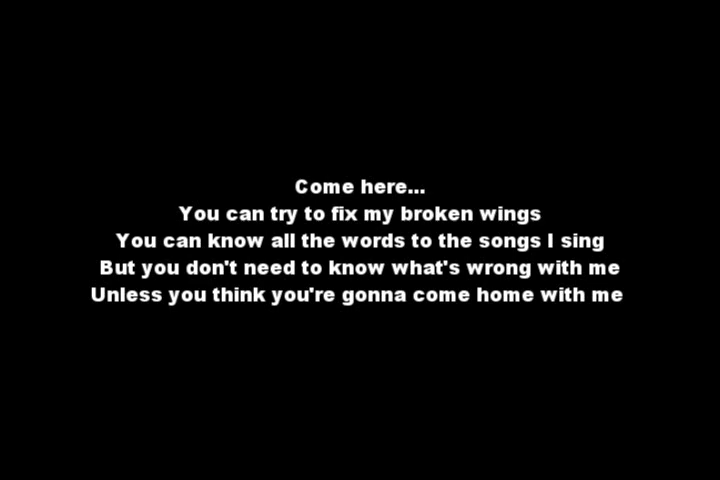 Come here...
You can try to fix my broken wings
You can know all the words to the songs I sing
But you don't need to know what's wrong with me
Unless you think you're gonna come home with me